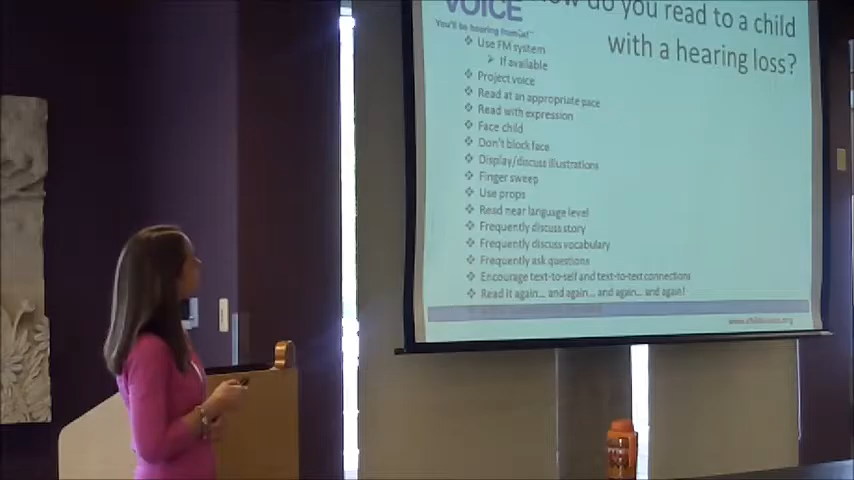 VOICE
You'll be hearing from us!™
How do you read to a child
with a hearing loss?
❖ Use FM system
➢ If available
❖ Project voice
❖ Read at an appropriate pace
❖ Read with expression
❖ Face child
❖ Don't block face
❖ Display/discuss illustrations
❖ Finger sweep
❖ Use props
❖ Read near language level
❖ Frequently discuss story
❖ Frequently discuss vocabulary
❖ Frequently ask questions
❖ Encourage text-to-self and text-to-text connections
❖ Read it again... and again... and again... and again!